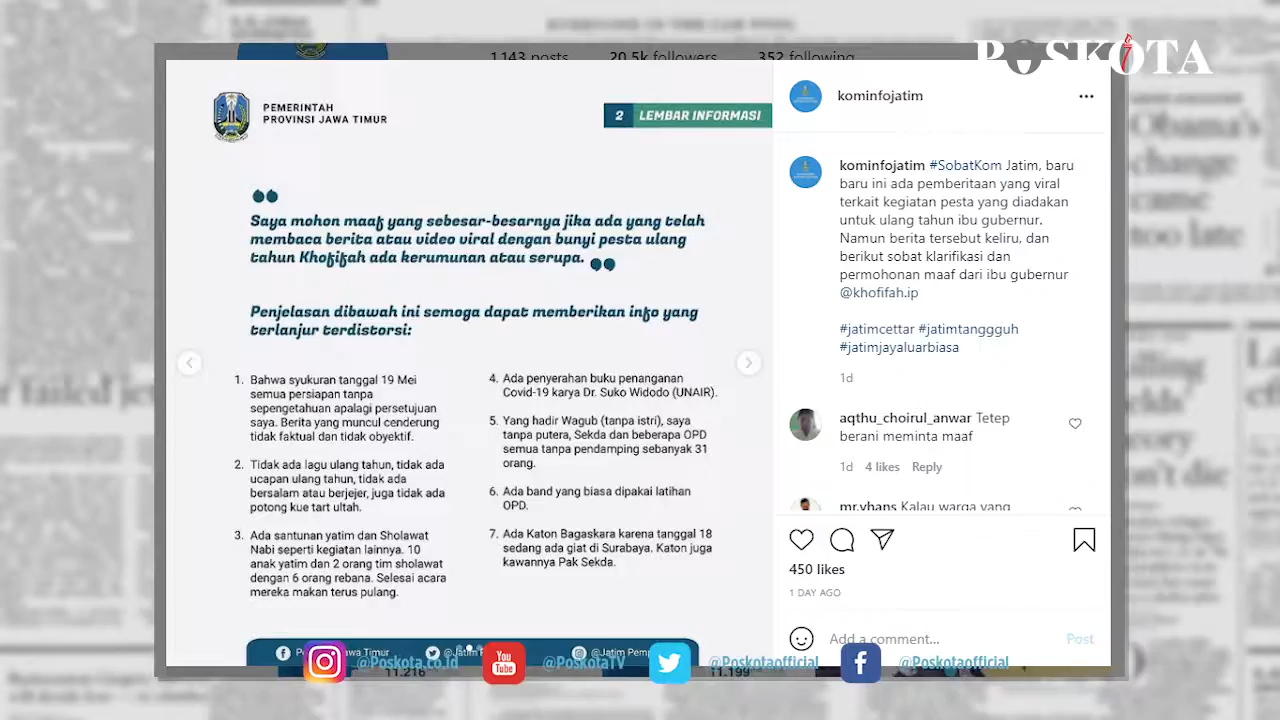 POSKOTA
1,143 posts 20.5k followers 352 following
PEMERINTAH
PROVINSI JAWA TIMUR
2 LEMBAR INFORMASI
Saya mohon maaf yang sebesar-besarnya jika ada yang telah
membaca berita atau video viral dengan bunyi pesta ulang
tahun Khofifah ada kerumunan atau serupa.
Penjelasan dibawah ini semoga dapat memberikan info yang
terlanjur terdistorsi:
1. Bahwa syukuran tanggal 19 Mei
semua persiapan tanpa
sepengetahuan apalagi persetujuan
saya. Berita yang muncul cenderung
tidak faktual dan tidak obyektif.
2. Tidak ada lagu ulang tahun, tidak ada
ucapan ulang tahun, tidak ada
bersalam atau berjejer, juga tidak ada
potong kue tart ultah.
3. Ada santunan yatim dan Sholawat
Nabi seperti kegiatan lainnya. 10
anak yatim dan 2 orang tim sholawat
dengan 6 orang rebana. Selesai acara
mereka makan terus pulang.
4. Ada penyerahan buku penanganan
Covid-19 karya Dr. Suko Widodo (UNAIR).
5. Yang hadir Wagub (tanpa istri), saya
tanpa putera, Sekda dan beberapa OPD
semua tanpa pendamping sebanyak 31
orang.
6. Ada band yang biasa dipakai latihan
OPD.
7. Ada Katon Bagaskara karena tanggal 18
sedang ada giat di Surabaya. Katon juga
kawannya Pak Sekda.
kominfojatim
kominfojatim #SobatKom Jatim, baru
baru ini ada pemberitaan yang viral
terkait kegiatan pesta yang diadakan
untuk ulang tahun ibu gubernur.
Namun berita tersebut keliru, dan
berikut sobat klarifikasi dan
permohonan maaf dari ibu gubernur
@khofifah.ip
#jatimcettar #jatimtanggguh
#jatimjayaluarbiasa
1d
aqthu_choirul_anwar Tetep
berani meminta maaf
1d 4 likes Reply
mr.vhans Kalau warga yang
450 likes
1 DAY AGO
Add a comment... Post
@Poskota.co.id You Tube @PoskotaTV @Poskotaofficial @Poskotaofficial
11.216 11.199
Obama's
change
came
too late